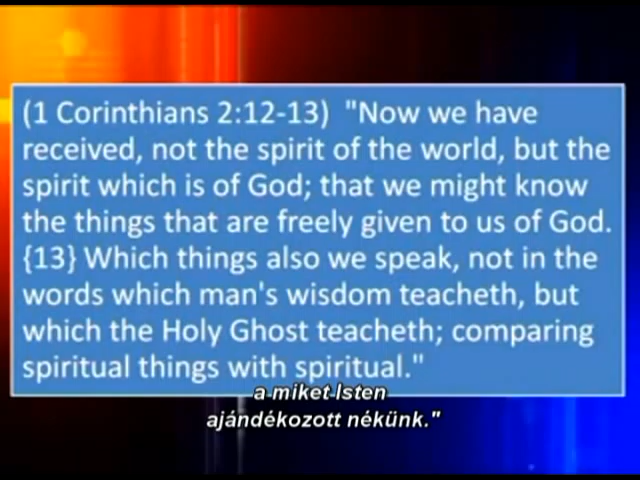 (1 Corinthians 2:12-13)  "Now we have
received, not the spirit of the world, but the
spirit which is of God; that we might know
the things that are freely given to us of God.
{13} Which things also we speak, not in the
words which man's wisdom teacheth, but
which the Holy Ghost teacheth; comparing
spiritual things with spiritual."
a miket Isten
ajándékozott nékünk."